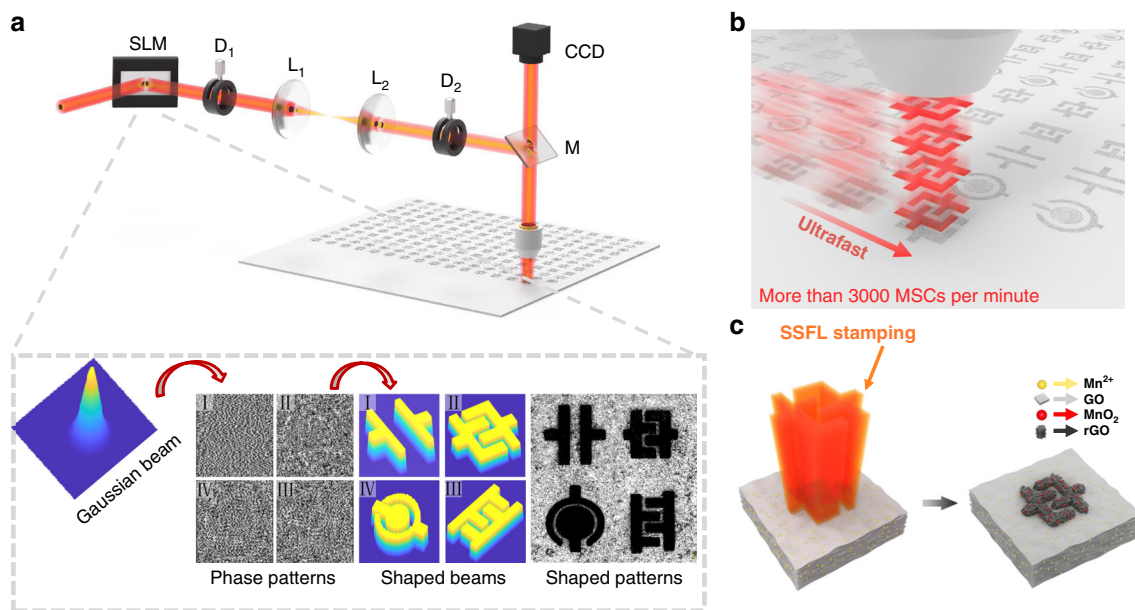 a
SLM
D1
L1
L2
D2
CCD
M
Gaussian beam
I
II
IV
III
Phase patterns
I
II
IV
III
Shaped beams
Shaped patterns
b
Ultrafast
More than 3000 MSCs per minute
c
SSFL stamping
Mn2+
GO
MnO2
rGO